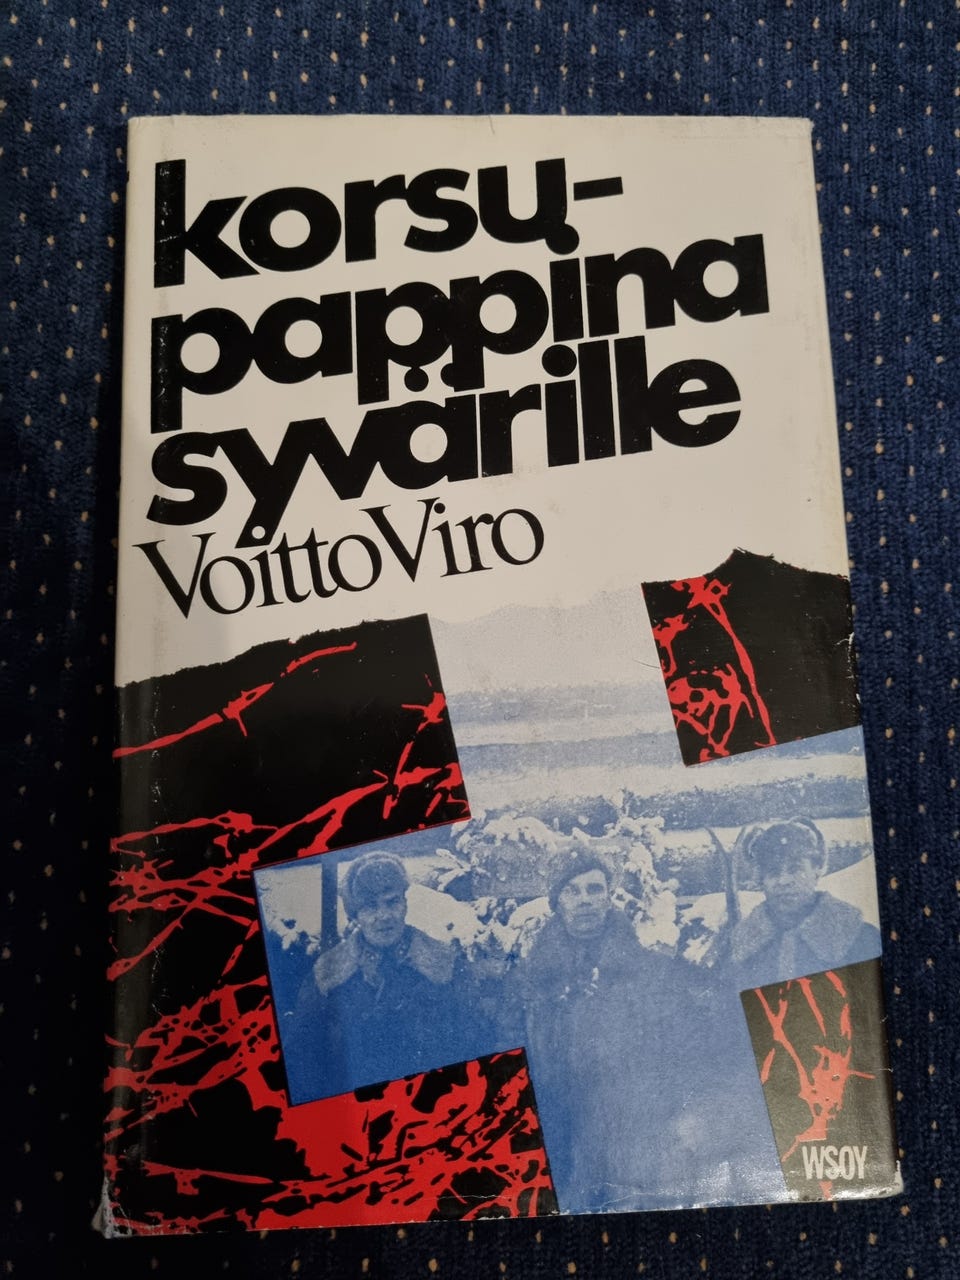 korsu-
pappina
syvärille
Voitto Viro
WSOY